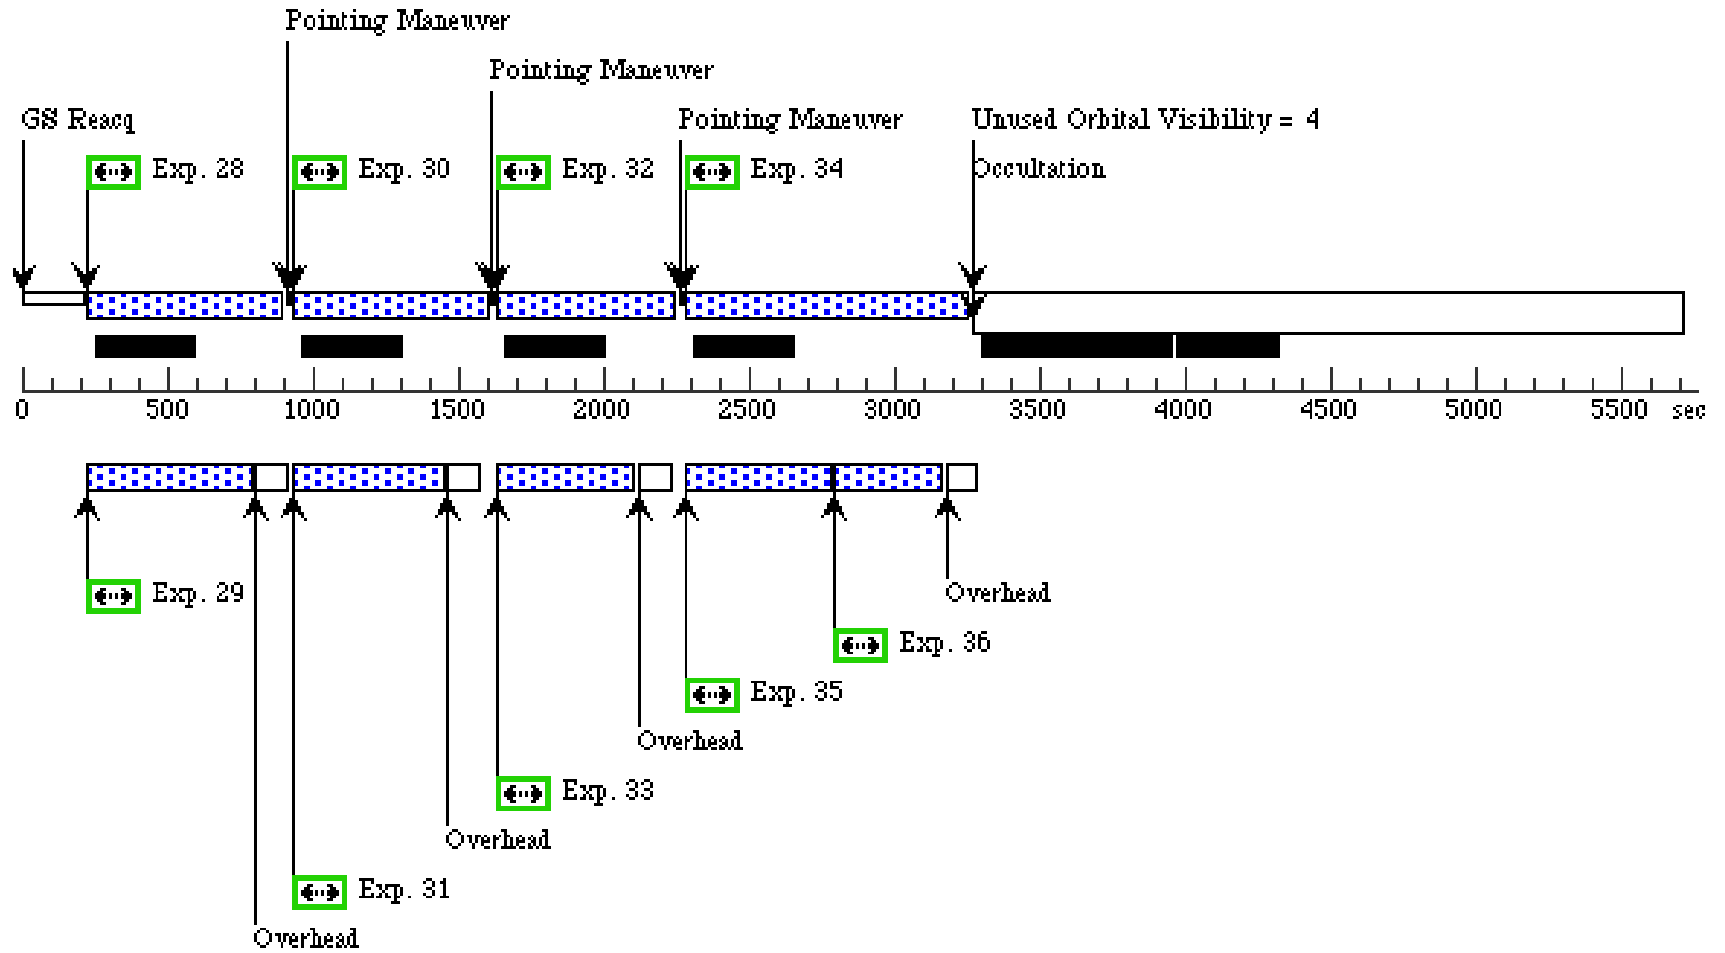 Pointing Maneuver
Pointing Maneuver
GS Reacq
Pointing Maneuver
Unused Orbital Visibility = 4
Exp. 28
Exp. 30
Exp. 32
Exp. 34
Occultation
0 500 1000 1500 2000 2500 3000 3500 4000 4500 5000 5500 sec
Exp. 29
Overhead
Exp. 36
Exp. 35
Overhead
Exp. 33
Overhead
Exp. 31
Overhead